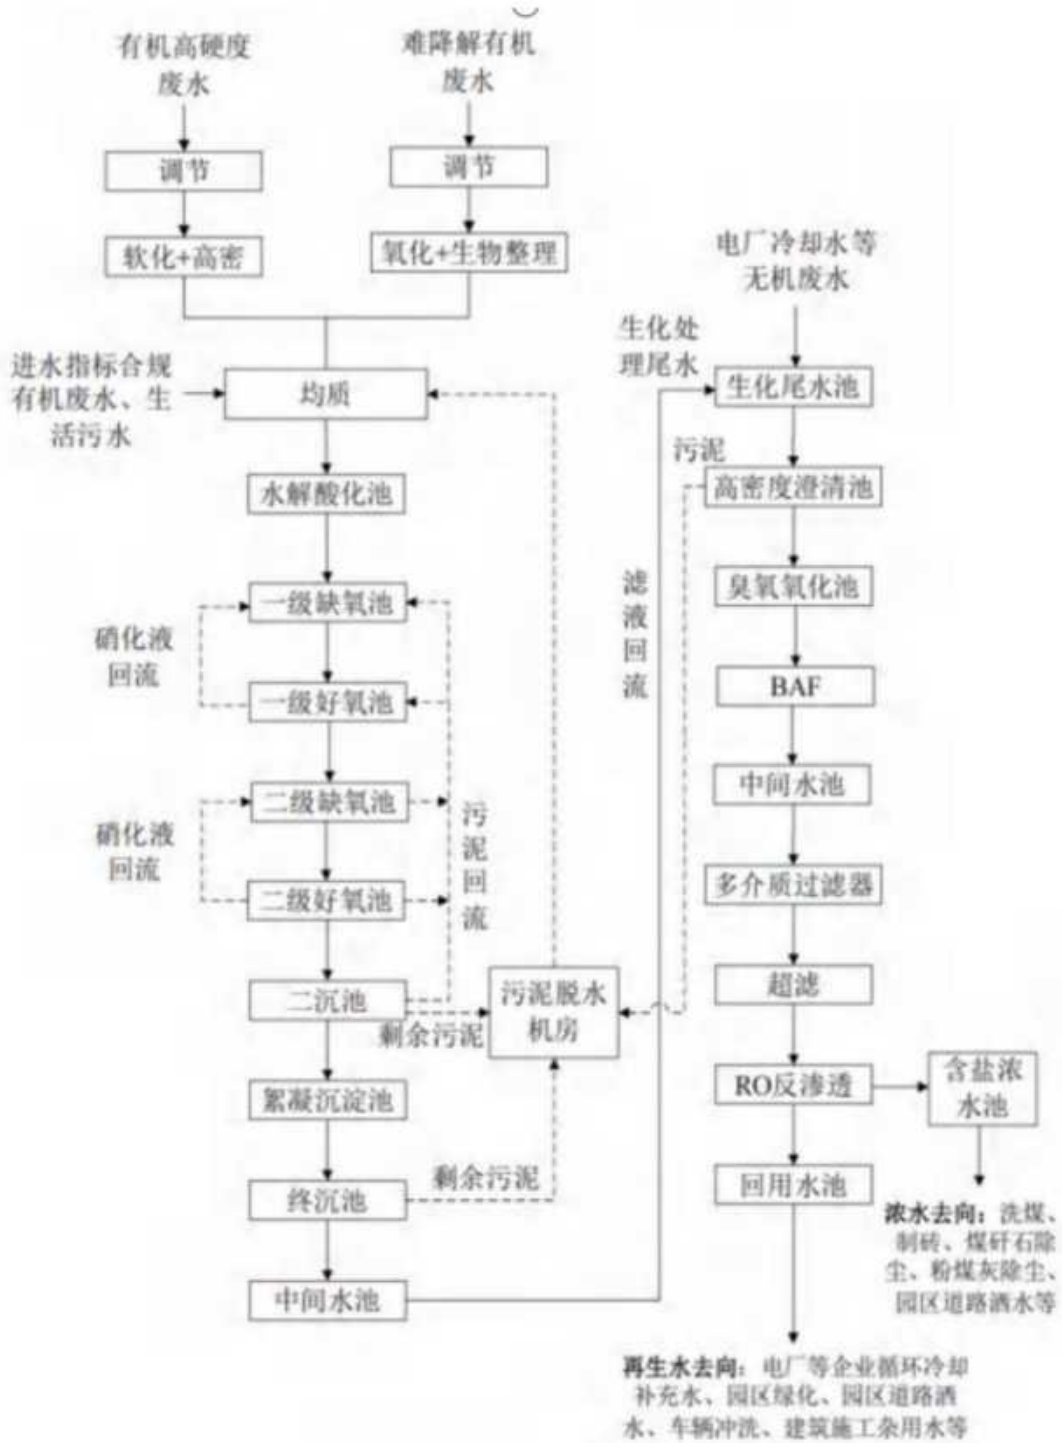 有机高硬度
废水
难降解有机
废水
调节
调节
软化+高密
氧化+生物整理
进水指标合规
有机废水、生
活污水
均质
水解酸化池
一级缺氧池
硝化液
回流
一级好氧池
二级缺氧池
硝化液
回流
二级好氧池
污
泥
回
流
二沉池
剩余污泥
污泥脱水
机房
絮凝沉淀池
终沉池
剩余污泥
中间水池
滤
液
回
流
电厂冷却水等
无机废水
生化处
理尾水
生化尾水池
污泥
高密度澄清池
臭氧氧化池
BAF
中间水池
多介质过滤器
超滤
RO反渗透
含盐浓
水池
回用水池
浓水去向：洗煤、
制砖、煤矸石除
尘、粉煤灰除尘、
园区道路洒水等
再生水去向：电厂等企业循环冷却
补充水、园区绿化、园区道路洒
水、车辆冲洗、建筑施工杂用水等